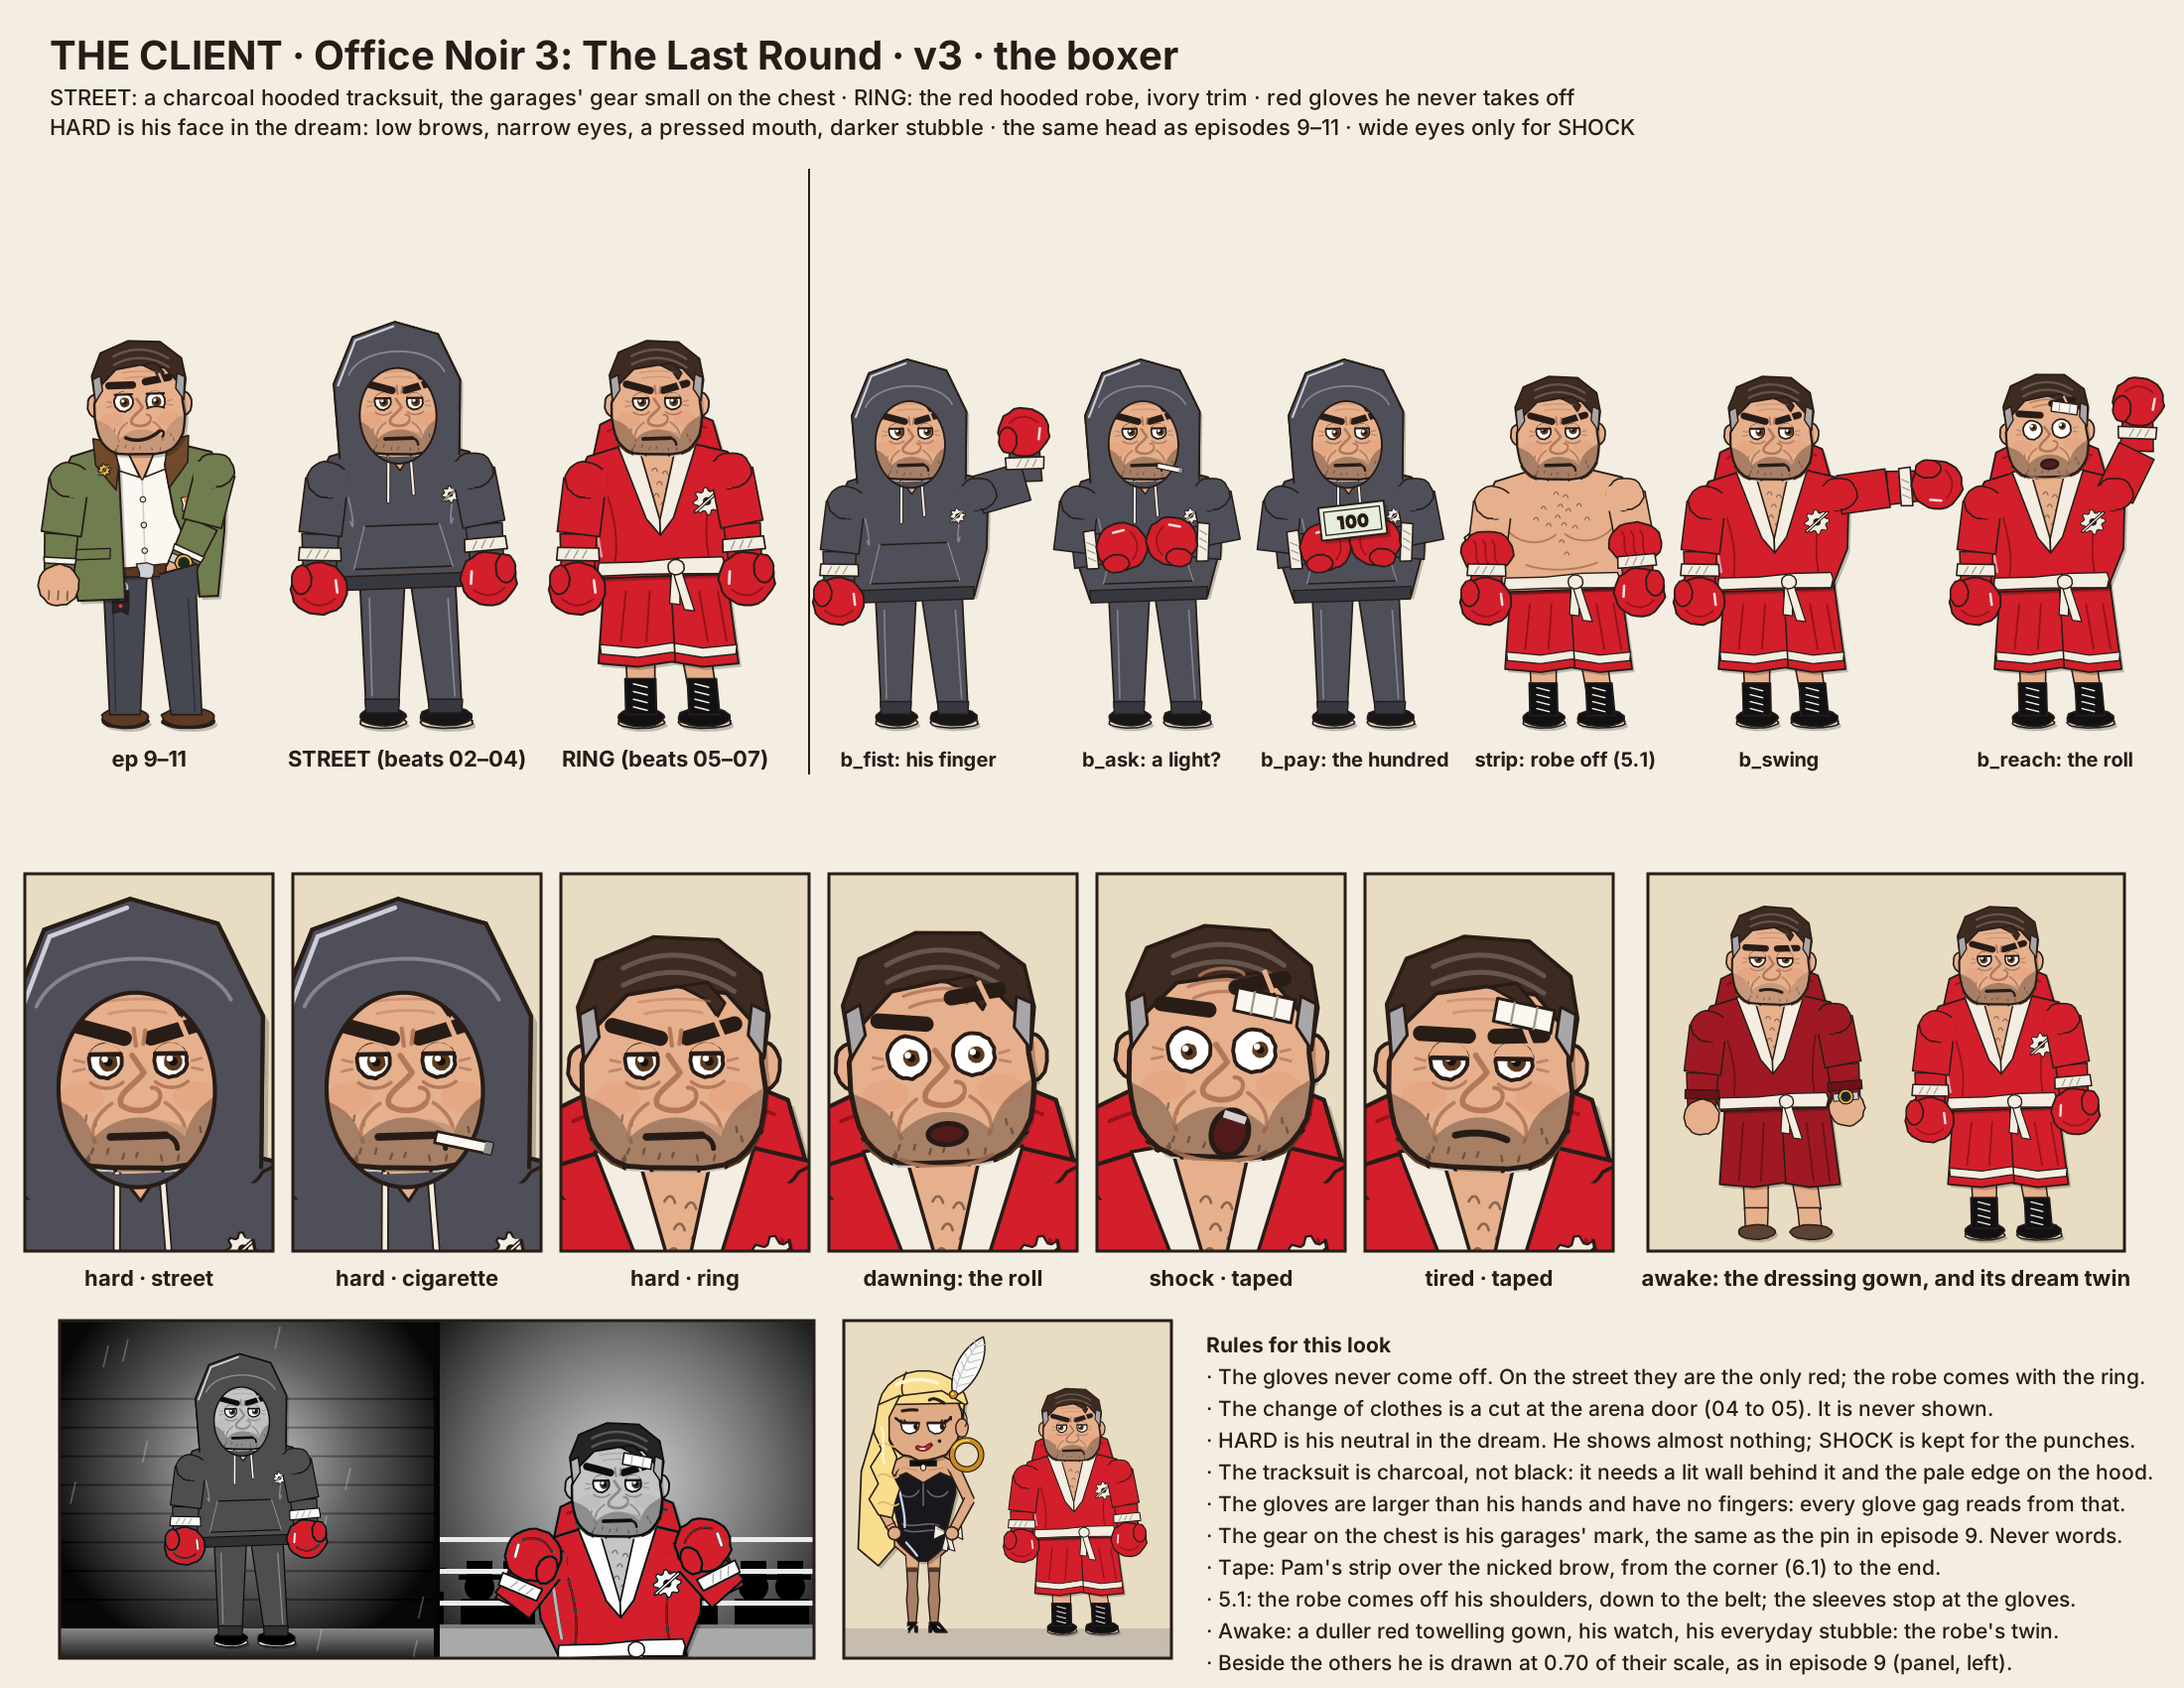 THE CLIENT · Office Noir 3: The Last Round · v3 · the boxer
STREET: a charcoal hooded tracksuit, the garages' gear small on the chest · RING: the red hooded robe, ivory trim · red gloves he never takes off
HARD is his face in the dream: low brows, narrow eyes, a pressed mouth, darker stubble · the same head as episodes 9–11 · wide eyes only for SHOCK
100
ep 9–11
STREET (beats 02–04)
RING (beats 05–07)
b_fist: his finger
b_ask: a light?
b_pay: the hundred
strip: robe off (5.1)
b_swing
b_reach: the roll
hard · street
hard · cigarette
hard · ring
dawning: the roll
shock · taped
tired · taped
awake: the dressing gown, and its dream twin
Rules for this look
· The gloves never come off. On the street they are the only red; the robe comes with the ring.
· The change of clothes is a cut at the arena door (04 to 05). It is never shown.
· HARD is his neutral in the dream. He shows almost nothing; SHOCK is kept for the punches.
· The tracksuit is charcoal, not black: it needs a lit wall behind it and the pale edge on the hood.
· The gloves are larger than his hands and have no fingers: every glove gag reads from that.
· The gear on the chest is his garages' mark, the same as the pin in episode 9. Never words.
· Tape: Pam's strip over the nicked brow, from the corner (6.1) to the end.
· 5.1: the robe comes off his shoulders, down to the belt; the sleeves stop at the gloves.
· Awake: a duller red towelling gown, his watch, his everyday stubble: the robe's twin.
· Beside the others he is drawn at 0.70 of their scale, as in episode 9 (panel, left).